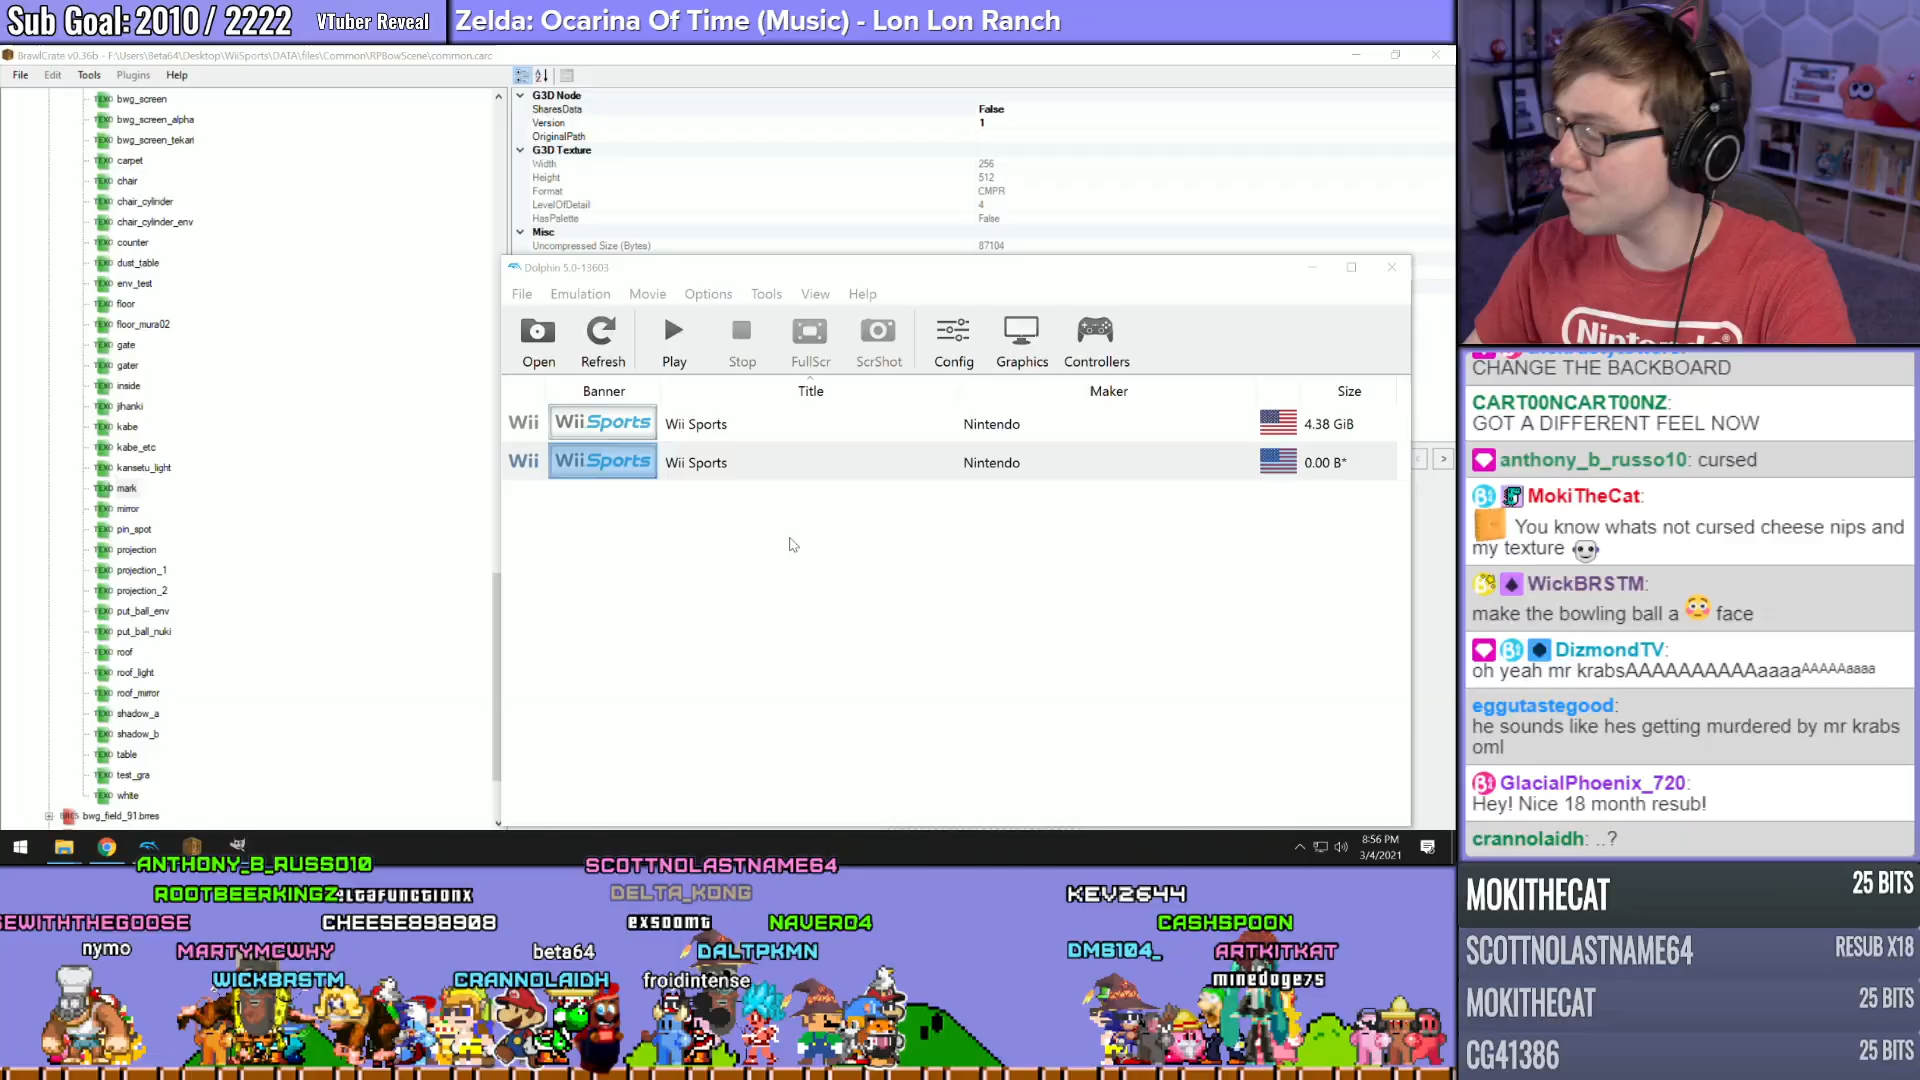 Sub Goal: 2010 / 2222
VTuber Reveal
Zelda: Ocarina Of Time (Music) - Lon Lon Ranch
BrawlCrate v0.36b - F:\Users\Beta64\Desktop\WiiSports\DATA\files\Common\RPBowScene\common.carc
File Edit Tools Plugins Help
bwg_screen
bwg_screen_alpha
bwg_screen_tekari
carpet
chair
chair_cylinder
chair_cylinder_env
counter
dust_table
env_test
floor
floor_mura02
gate
gater
inside
jihanki
kabe
kabe_etc
kansetu_light
mark
mirror
pin_spot
projection
projection_1
projection_2
put_ball_env
put_ball_nuki
roof
roof_light
roof_mirror
shadow_a
shadow_b
table
test_gra
white
bwg_field_91.brres
G3D Node
SharesData False
Version 1
OriginalPath
G3D Texture
Width 256
Height 512
Format CMPR
LevelOfDetail 4
HasPalette False
Misc
Uncompressed Size (Bytes) 87104
Dolphin 5.0-13603
File Emulation Movie Options Tools View Help
Open Refresh Play Stop FullScr ScrShot Config Graphics Controllers
Banner Title Maker Size
Wii WiiSports Wii Sports Nintendo 4.38 GiB
Wii WiiSports Wii Sports Nintendo 0.00 B*
8:56 PM
3/4/2021
Nintendo
CHANGE THE BACKBOARD
CART00NCART00NZ:
GOT A DIFFERENT FEEL NOW
anthony_b_russo10: cursed
MokiTheCat:
You know whats not cursed cheese nips and
my texture
WickBRSTM:
make the bowling ball a face
DizmondTV:
oh yeah mr krabsAAAAAAAAAAaaaaAAAAAaaaa
eggutastegood:
he sounds like hes getting murdered by mr krabs
oml
GlacialPhoenix_720:
Hey! Nice 18 month resub!
crannolaidh: ..?
MOKITHECAT 25 BITS
SCOTTNOLASTNAME64 RESUB X18
MOKITHECAT 25 BITS
CG41386 25 BITS
ANTHONY_B_RUSSO10
SCOTTNOLASTNAME64
ROOTBEERKINGZ
DELTA_KONG
KEV2644
EWITHTHEGOOSE
CHEESE898908
exsoomt
NAVERO4
CASHSPOON
nymo
MARTYMCWHY
beta64
DALTPKMN
DMB104_
ARTKITKAT
WICKBRSTM
CRANNOLAIDH
froidintense
minedoge75